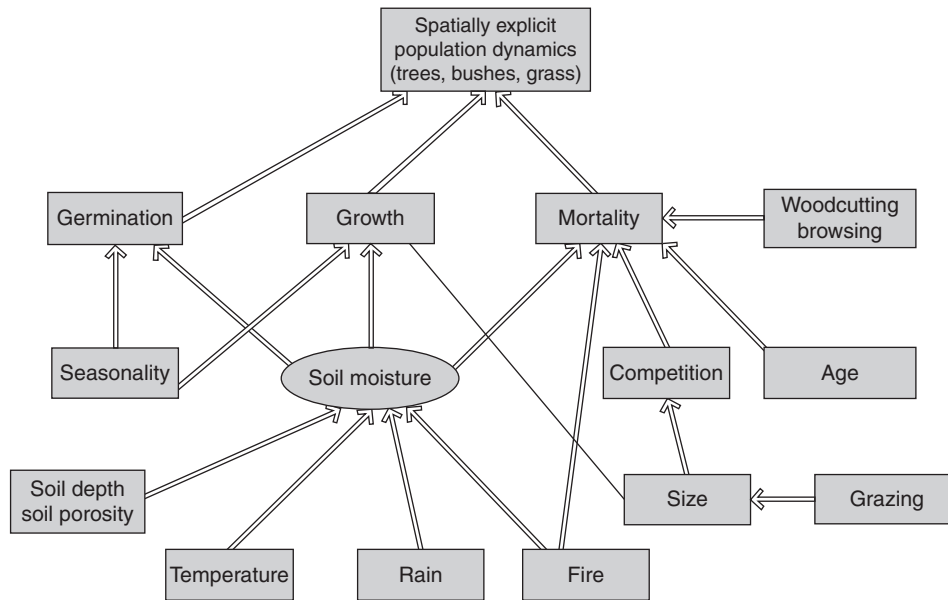 Spatially explicit
population dynamics
(trees, bushes, grass)
Germination
Growth
Mortality
Woodcutting
browsing
Seasonality
Soil moisture
Competition
Age
Soil depth
soil porosity
Size
Grazing
Temperature
Rain
Fire